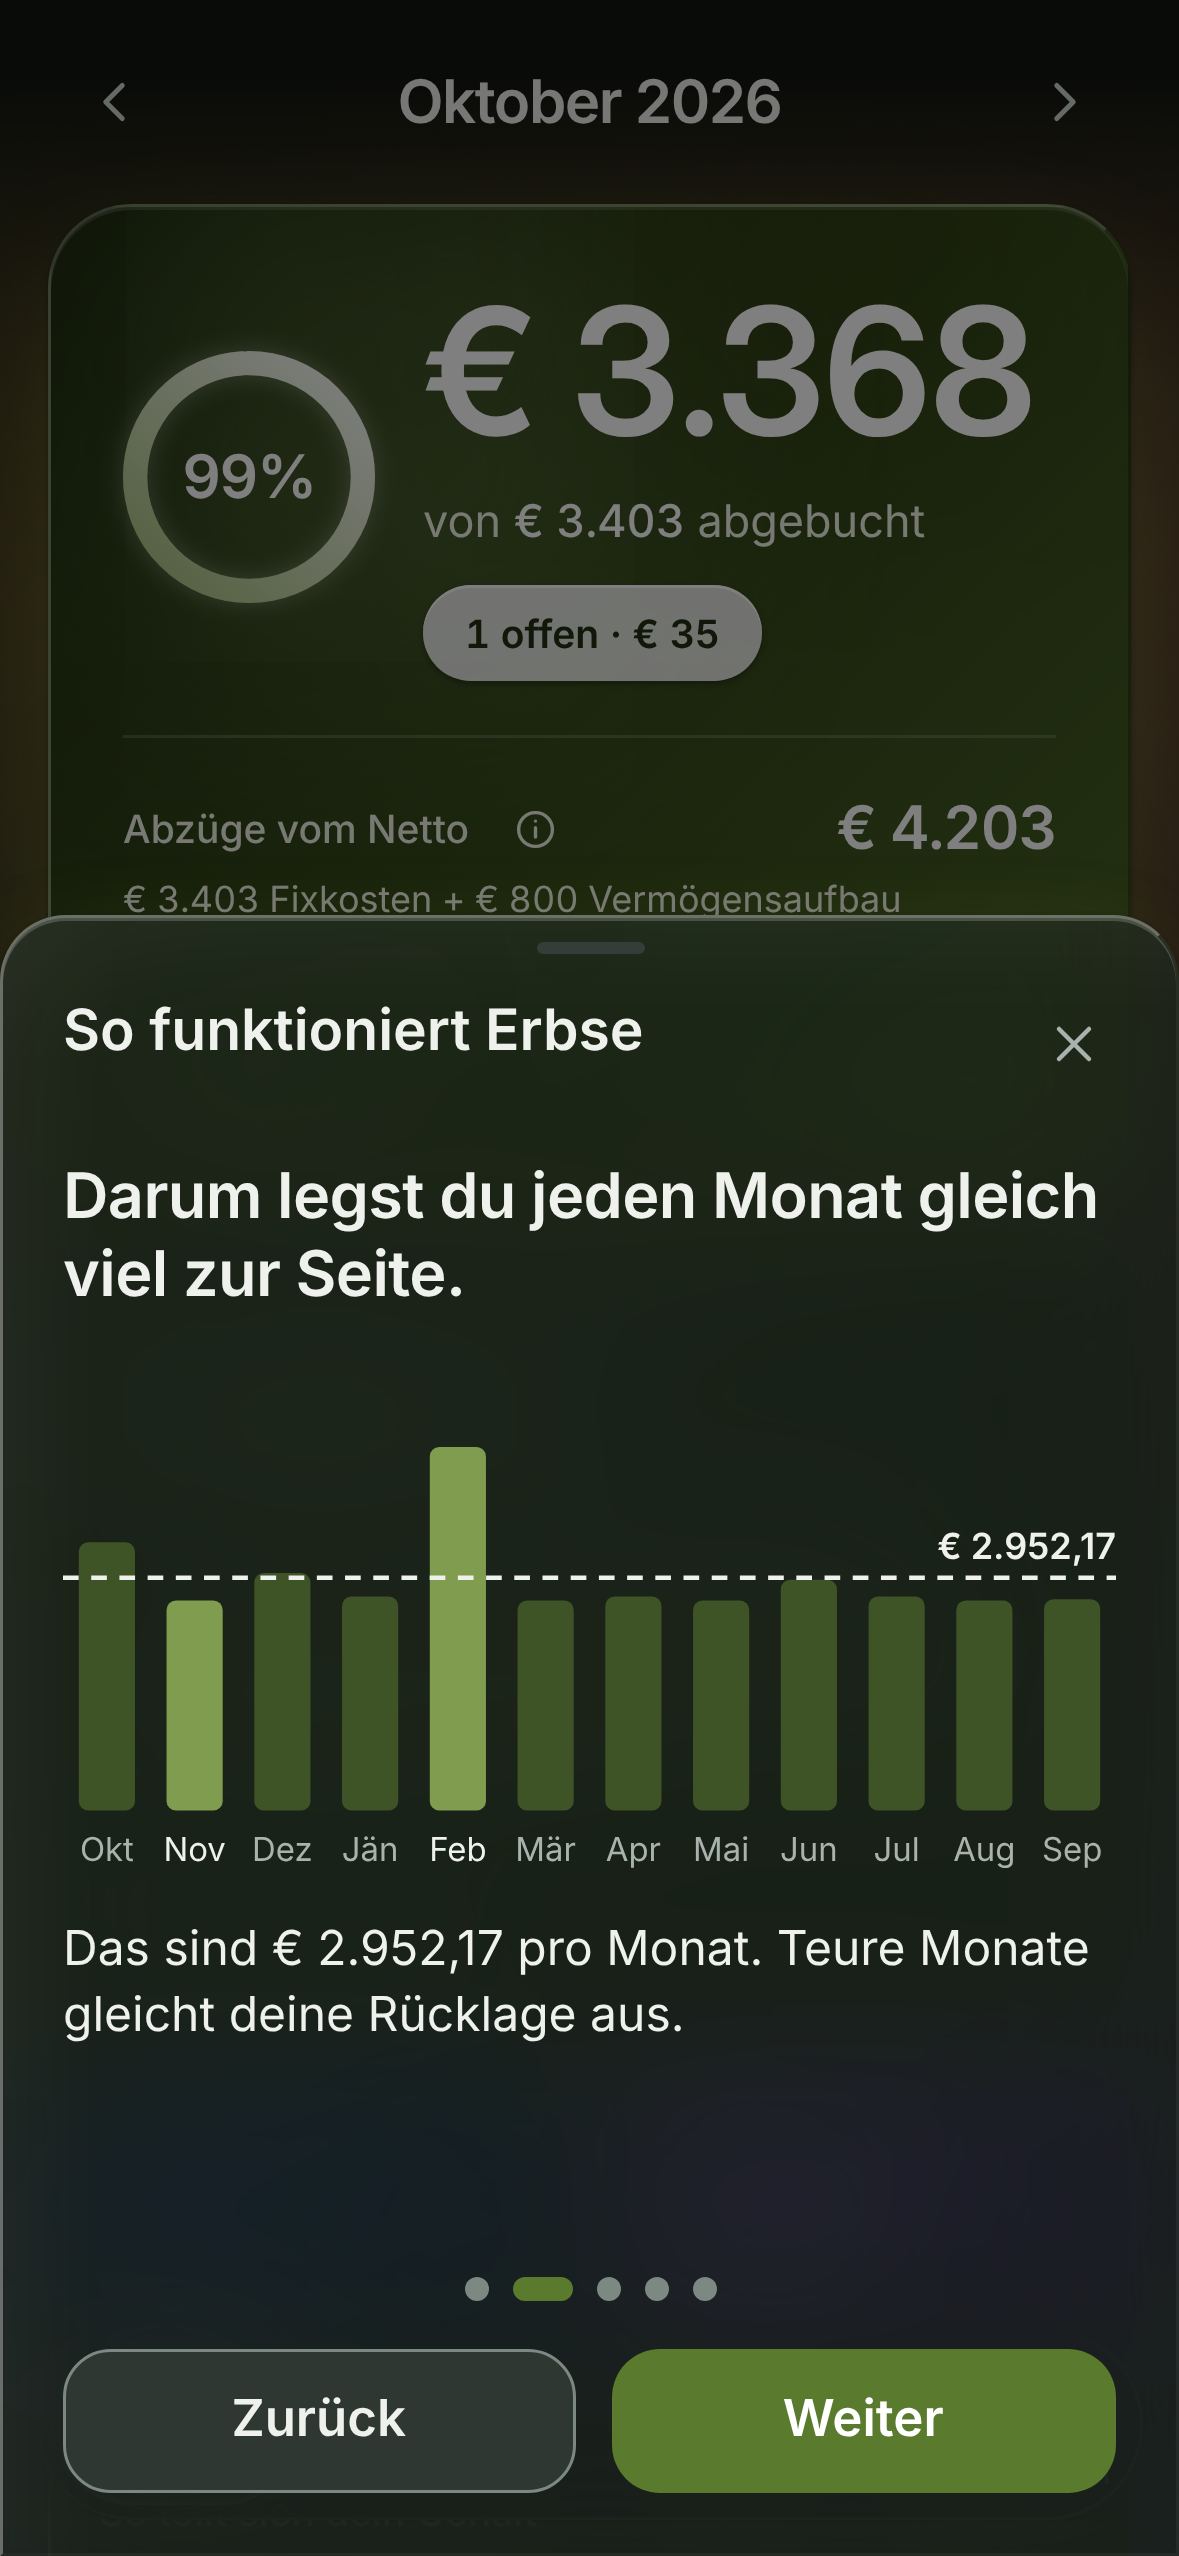 Oktober 2026
€ 3.368
99%
von € 3.403 abgebucht
1 offen · € 35
Abzüge vom Netto
€ 4.203
€ 3.403 Fixkosten + € 800 Vermögensaufbau
So funktioniert Erbse
Darum legst du jeden Monat gleich
viel zur Seite.
€ 2.952,17
Okt Nov Dez Jän Feb Mär Apr Mai Jun Jul Aug Sep
Das sind € 2.952,17 pro Monat. Teure Monate
gleicht deine Rücklage aus.
Zurück
Weiter